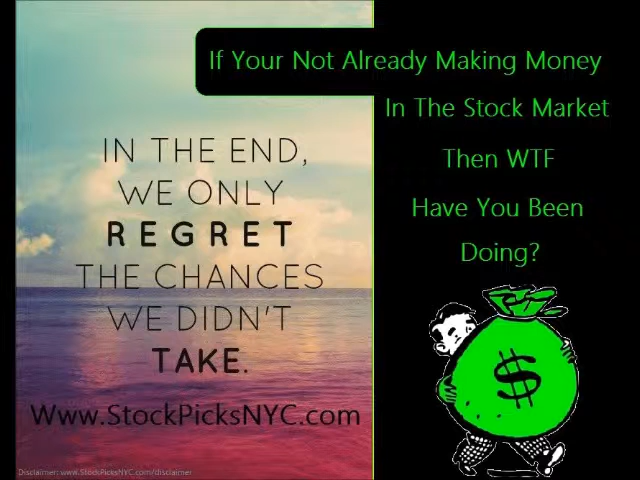 If Your Not Already Making Money
In The Stock Market
Then WTF
Have You Been
Doing?
IN THE END,
WE ONLY
REGRET
THE CHANCES
WE DIDN'T
TAKE.
Www.StockPicksNYC.com
Disclaimer: www.StockPicksNYC.com/disclaimer
$